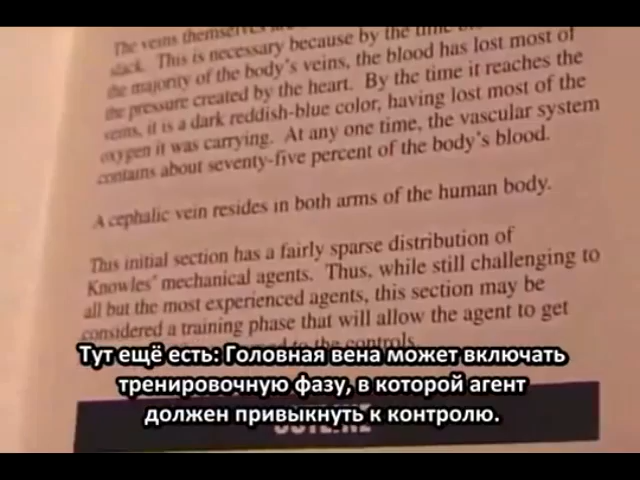 The veins themselves
slack. This is necessary because by the time
the majority of the body's veins, the blood has lost most of
the pressure created by the heart. By the time it reaches the
veins, it is a dark reddish-blue color, having lost most of the
oxygen it was carrying. At any one time, the vascular system
contains about seventy-five percent of the body's blood.
A cephalic vein resides in both arms of the human body.
This initial section has a fairly sparse distribution of
Knowles' mechanical agents. Thus, while still challenging to
all but the most experienced agents, this section may be
considered a training phase that will allow the agent to get
to the controls.
Тут ещё есть: Головная вена может включать
тренировочную фазу, в которой агент
должен привыкнуть к контролю.